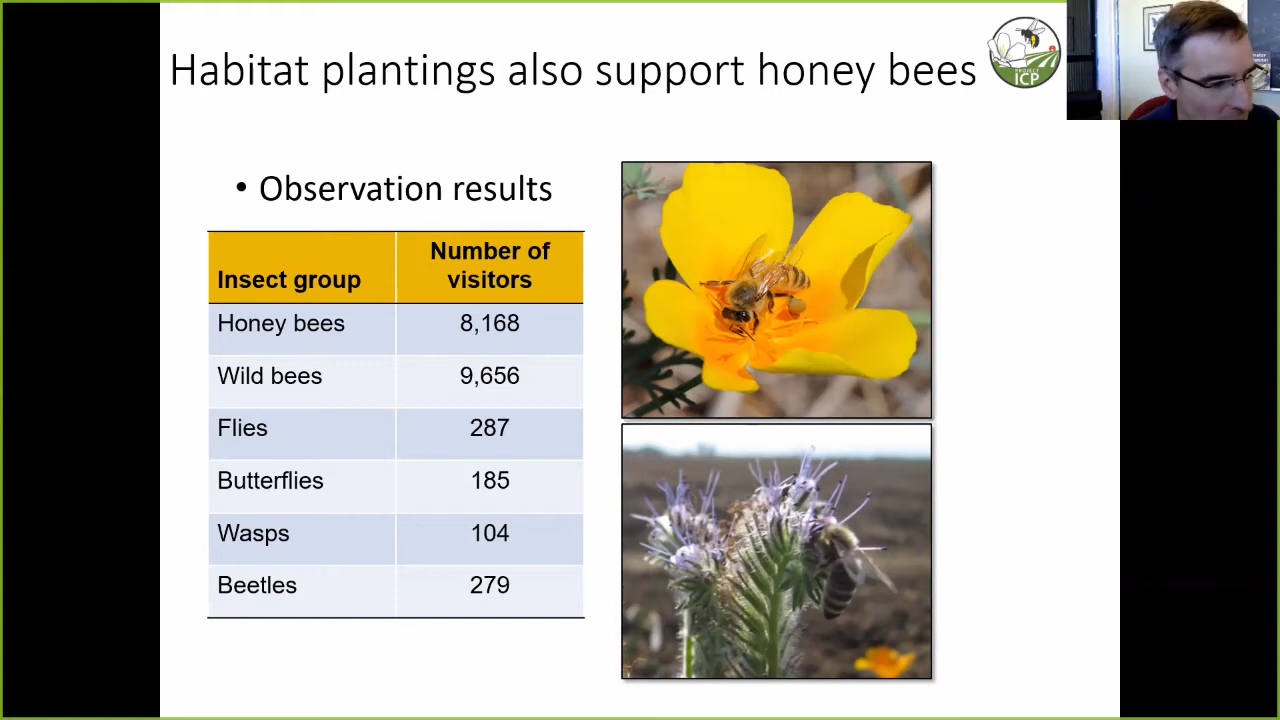 Habitat plantings also support honey bees
PROJECT
ICP
• Observation results
Insect group
Number of
visitors
Honey bees 8,168
Wild bees 9,656
Flies 287
Butterflies 185
Wasps 104
Beetles 279